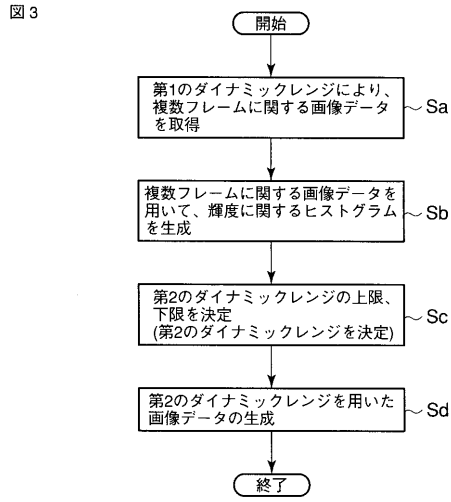 図3
開始
第1のダイナミックレンジにより、
複数フレームに関する画像データ
を取得
Sa
複数フレームに関する画像データを
用いて、輝度に関するヒストグラム
を生成
Sb
第2のダイナミックレンジの上限、
下限を決定
(第2のダイナミックレンジを決定)
Sc
第2のダイナミックレンジを用いた
画像データの生成
Sd
終了